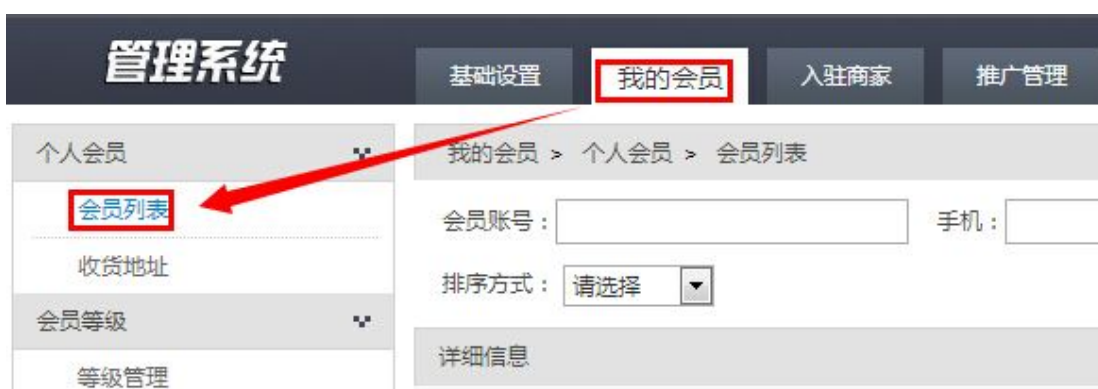 管理系统
基础设置 我的会员 入驻商家 推广管理
个人会员
会员列表
收货地址
会员等级
等级管理
我的会员 > 个人会员 > 会员列表
会员账号：
手机：
排序方式： 请选择
详细信息